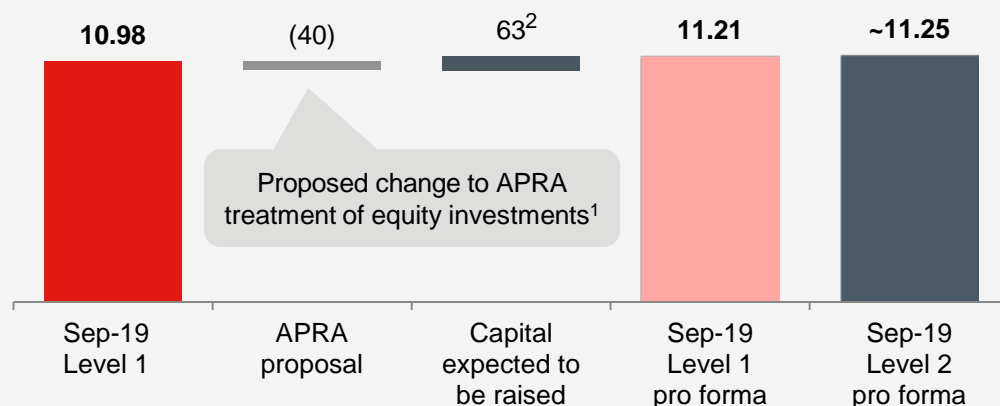 10.98
(40)
63²
11.21
~11.25
Proposed change to APRA
treatment of equity investments¹
Sep-19
Level 1
APRA
proposal
Capital
expected to
be raised
Sep-19
Level 1
pro forma
Sep-19
Level 2
pro forma